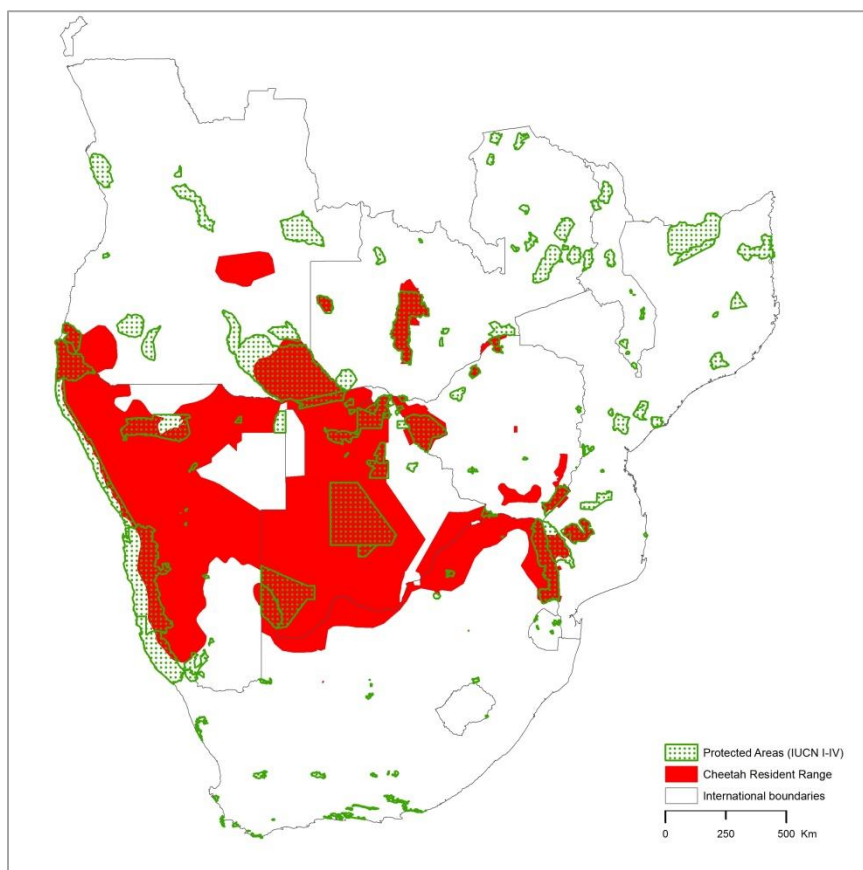 Protected Areas (IUCN I-IV)
Cheetah Resident Range
International boundaries
0 250 500 Km